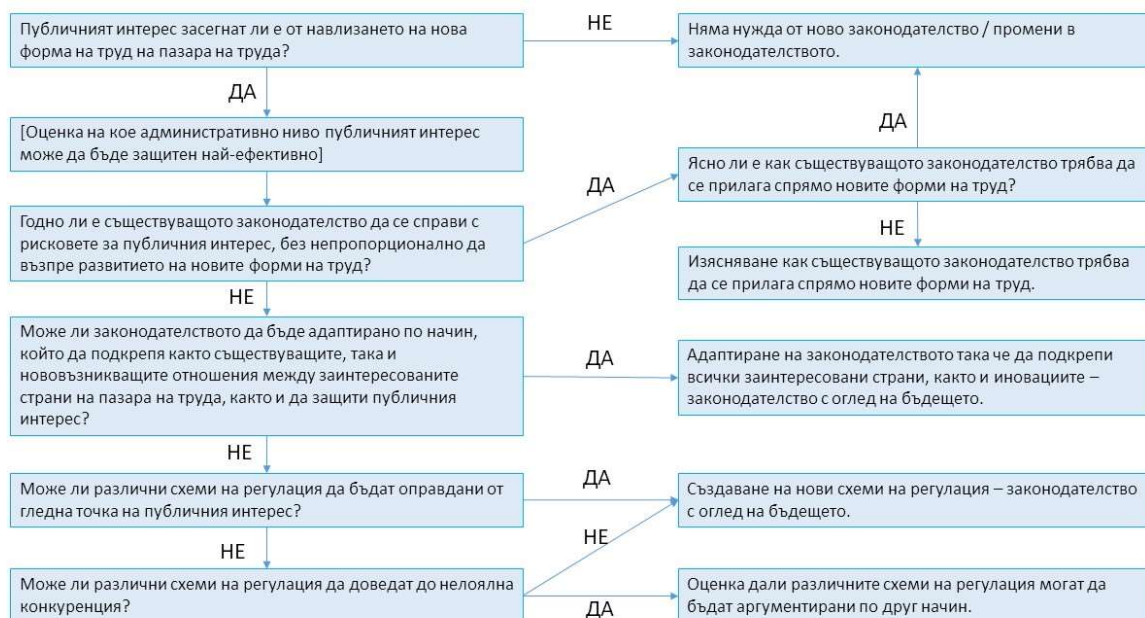 Публичният интерес засегнат ли е от навлизането на нова
форма на труд на пазара на труда?
НЕ
Няма нужда от ново законодателство / промени в
законодателството.
ДА
[Оценка на кое административно ниво публичният интерес
може да бъде защитен най-ефективно]
ДА
Ясно ли е как съществуващото законодателство трябва да
се прилага спрямо новите форми на труд?
ДА
Годно ли е съществуващото законодателство да се справи с
рисковете за публичния интерес, без непропорционално да
възпре развитието на новите форми на труд?
НЕ
Изясняване как съществуващото законодателство трябва
да се прилага спрямо новите форми на труд.
НЕ
Може ли законодателството да бъде адаптирано по начин,
който да подкрепя както съществуващите, така и
нововъзникващите отношения между заинтересованите
страни на пазара на труда, както и да защити публичния
интерес?
ДА
Адаптиране на законодателството така че да подкрепи
всички заинтересовани страни, както и иновациите –
законодателство с оглед на бъдещето.
НЕ
Може ли различни схеми на регулация да бъдат оправдани от
гледна точка на публичния интерес?
ДА
Създаване на нови схеми на регулация – законодателство
с оглед на бъдещето.
НЕ
НЕ
Може ли различни схеми на регулация да доведат до нелоялна
конкуренция?
ДА
Оценка дали различните схеми на регулация могат да
бъдат аргументирани по друг начин.